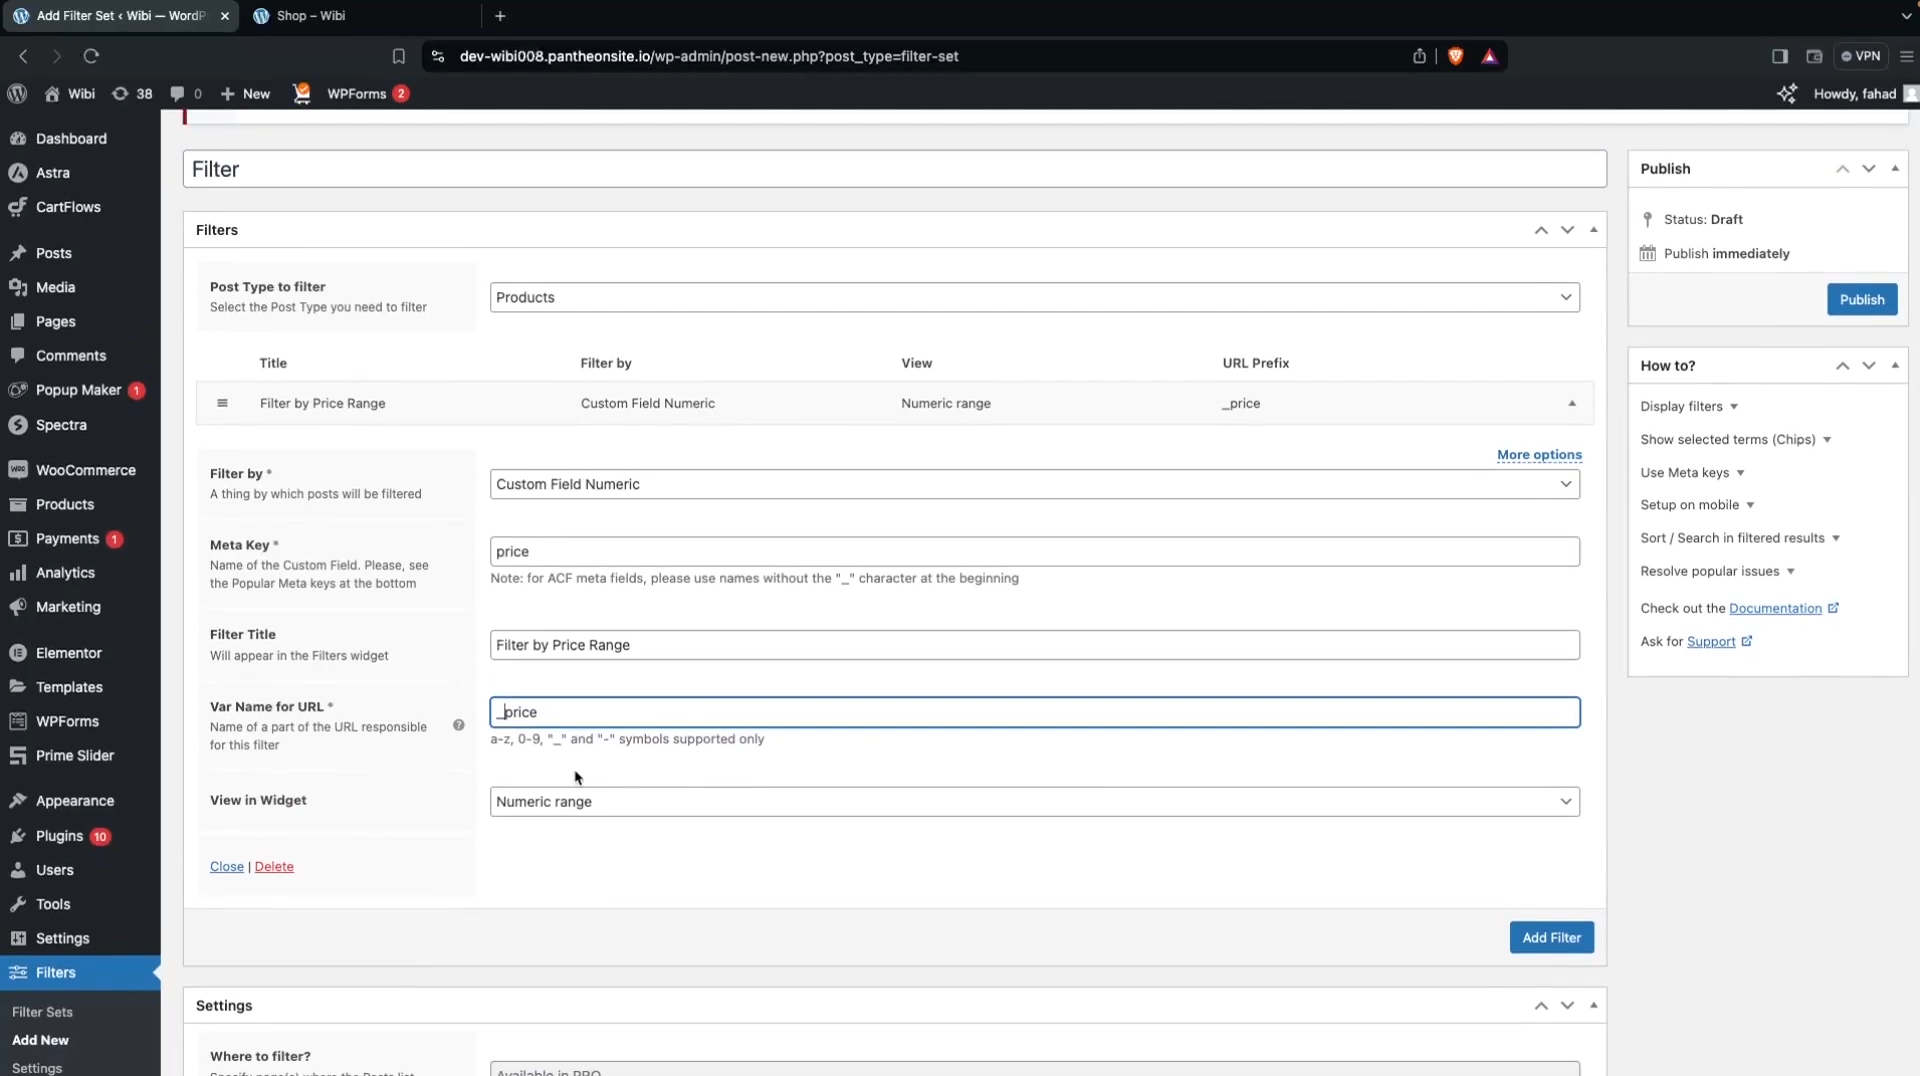 Add Filter Set ‹ Wibi — WordP
Shop – Wibi
dev-wibi008.pantheonsite.io/wp-admin/post-new.php?post_type=filter-set
VPN
Wibi
38
0
New
WPForms
2
Howdy, fahad
Dashboard
Astra
CartFlows
Posts
Media
Pages
Comments
Popup Maker
1
Spectra
WooCommerce
Products
Payments
1
Analytics
Marketing
Elementor
Templates
WPForms
Prime Slider
Appearance
Plugins
10
Users
Tools
Settings
Filters
Filter Sets
Add New
Settings
Filter
Filters
Post Type to filter
Select the Post Type you need to filter
Products
Title
Filter by
View
URL Prefix
Filter by Price Range
Custom Field Numeric
Numeric range
_price
More options
Filter by *
A thing by which posts will be filtered
Custom Field Numeric
Meta Key *
Name of the Custom Field. Please, see
the Popular Meta keys at the bottom
price
Note: for ACF meta fields, please use names without the "_" character at the beginning
Filter Title
Will appear in the Filters widget
Filter by Price Range
Var Name for URL *
Name of a part of the URL responsible
for this filter
_price
a-z, 0-9, "_" and "-" symbols supported only
View in Widget
Numeric range
Close | Delete
Add Filter
Settings
Where to filter?
Available in PRO
Publish
Status: Draft
Publish immediately
Publish
How to?
Display filters
Show selected terms (Chips)
Use Meta keys
Setup on mobile
Sort / Search in filtered results
Resolve popular issues
Check out the Documentation
Ask for Support